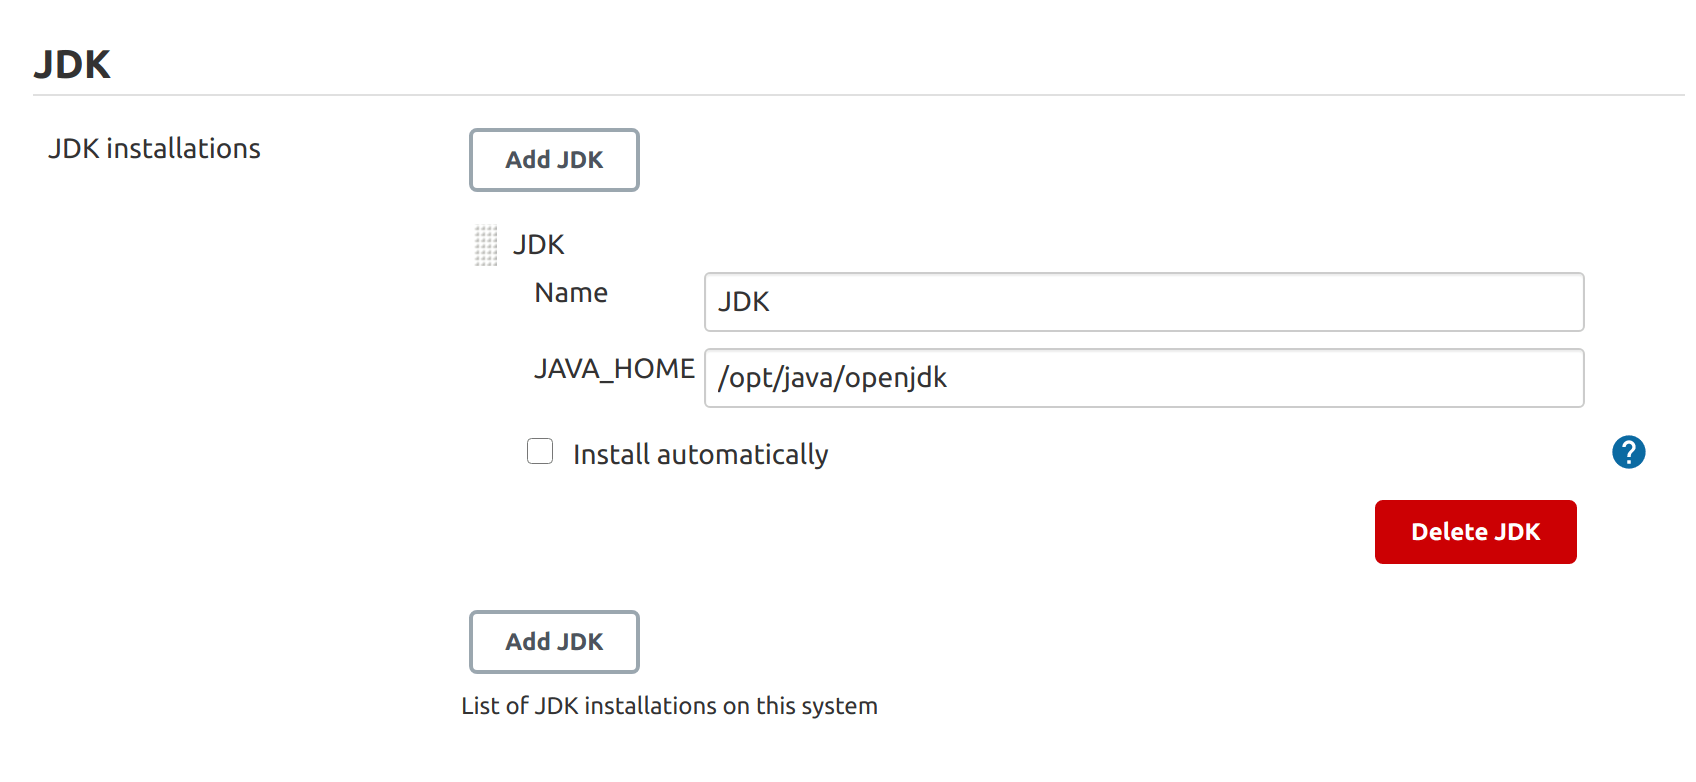 JDK
JDK installations
Add JDK
JDK
Name
JDK
JAVA_HOME
/opt/java/openjdk
Install automatically
?
Delete JDK
Add JDK
List of JDK installations on this system